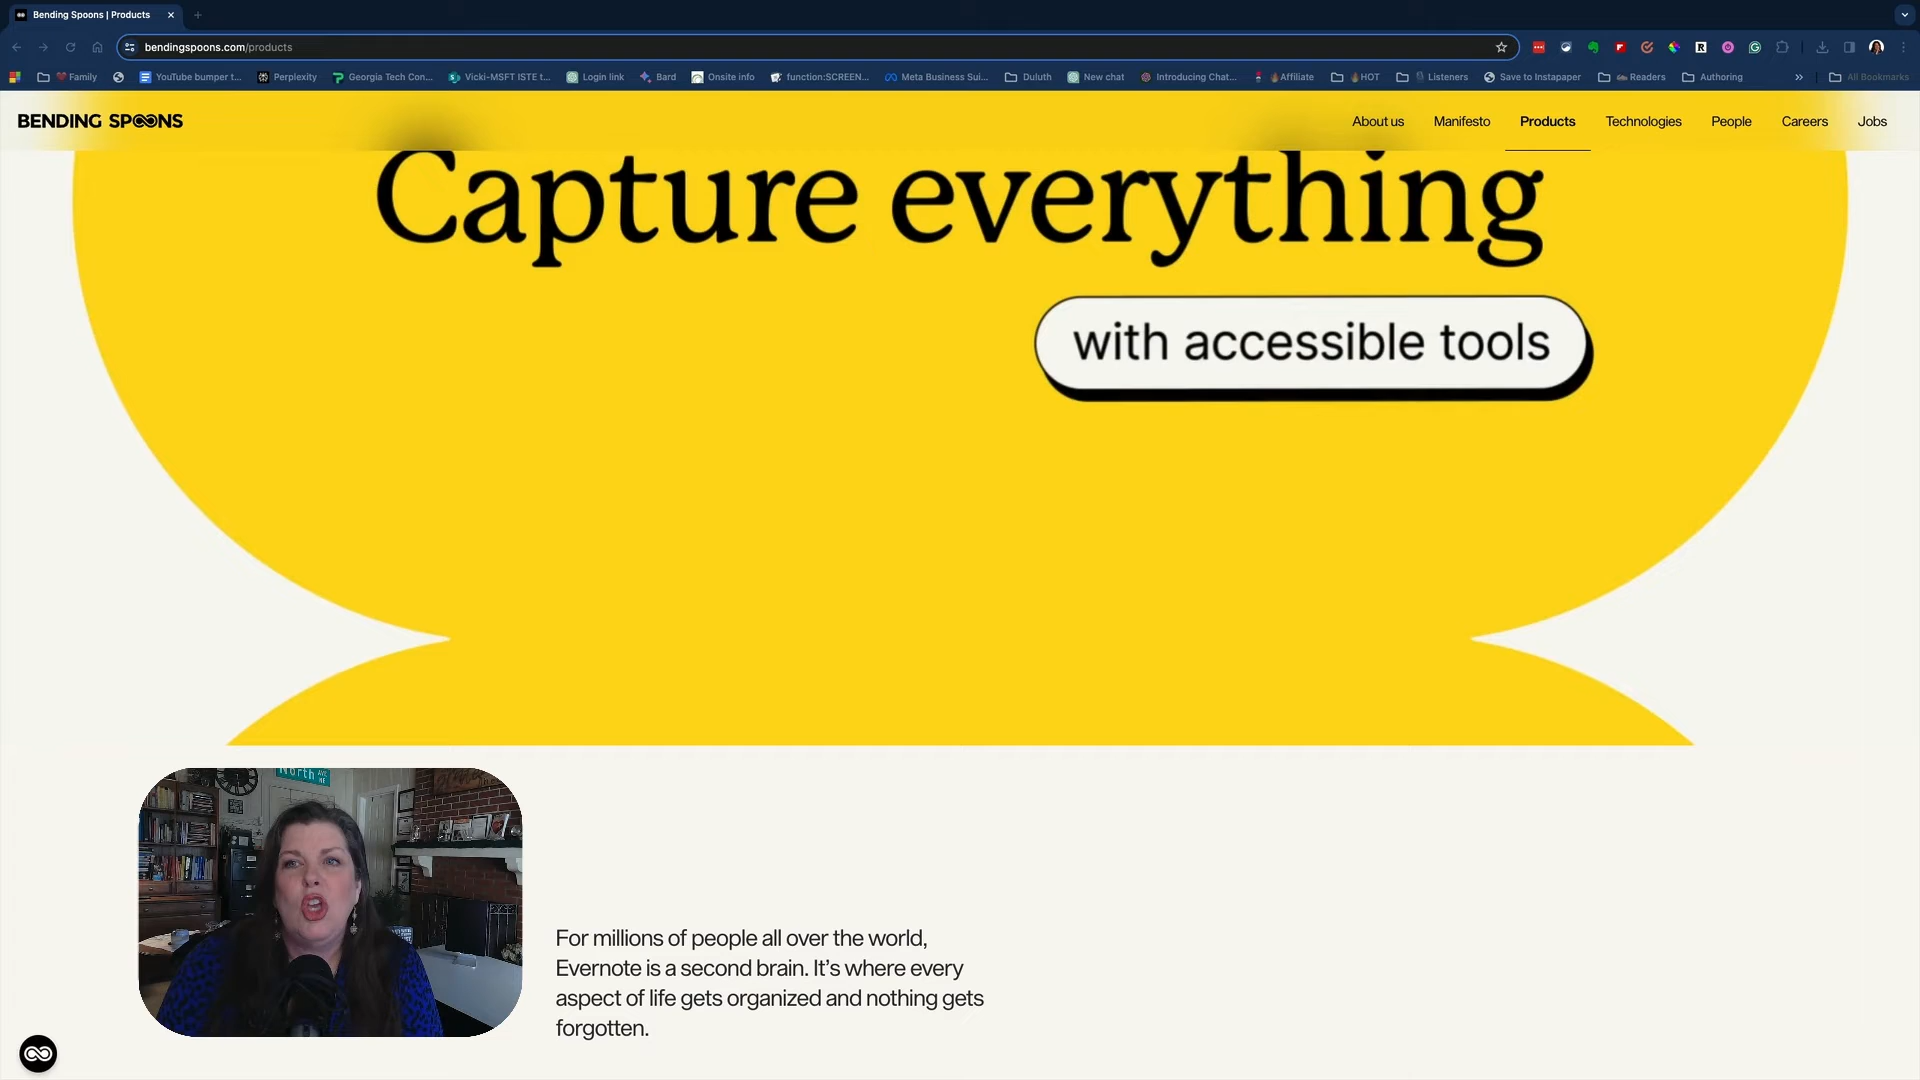 Bending Spoons | Products
bendingspoons.com/products
Family
YouTube bumper t...
Perplexity
Georgia Tech Con...
Vicki-MSFT ISTE t...
Login link
Bard
Onsite info
function:SCREEN...
Meta Business Sui...
Duluth
New chat
Introducing Chat...
Affiliate
HOT
Listeners
Save to Instapaper
Readers
Authoring
»
All Bookmarks
BENDING SPOONS
About us
Manifesto
Products
Technologies
People
Careers
Jobs
Capture everything
with accessible tools
North AVE NE
For millions of people all over the world,
Evernote is a second brain. It’s where every
aspect of life gets organized and nothing gets
forgotten.